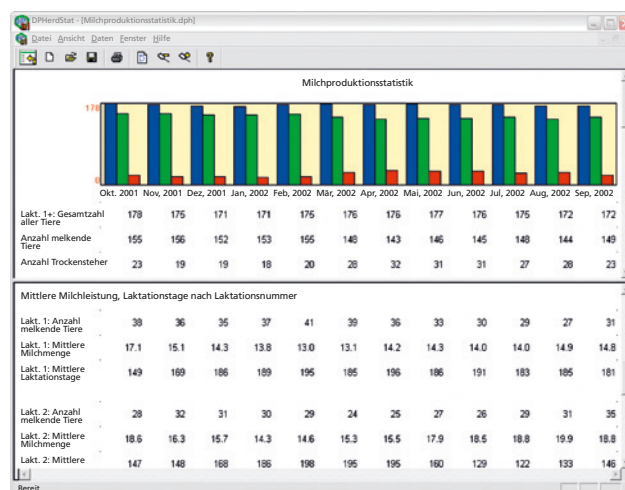 DPHerdStat - [Milchproduktionsstatistik.dph]
Datei Ansicht Daten Fenster Hilfe
Milchproduktionsstatistik
178
0
Okt. 2001 Nov, 2001 Dez, 2001 Jan, 2002 Feb, 2002 Mär, 2002 Apr, 2002 Mai, 2002 Jun, 2002 Jul, 2002 Aug, 2002 Sep, 2002
Lakt. 1+: Gesamtzahl
aller Tiere 178 175 171 171 175 176 175 177 176 175 172 172
Anzahl melkende
Tiere 155 156 152 153 155 148 143 146 145 148 144 149
Anzahl Trockensteher 23 19 19 18 20 28 32 31 31 27 28 23
Mittlere Milchleistung, Laktationstage nach Laktationsnummer
Lakt. 1: Anzahl
melkende Tiere 38 36 35 37 41 39 36 33 30 29 27 31
Lakt. 1: Mittlere
Milchmenge 17.1 15.1 14.3 13.8 13.0 13.1 14.2 14.3 14.0 14.0 14.9 14.8
Lakt. 1: Mittlere
Laktationstage 149 169 186 189 195 185 196 186 191 183 185 181
Lakt. 2: Anzahl
melkende Tiere 28 32 31 30 29 24 25 27 26 29 31 35
Lakt. 2: Mittlere
Milchmenge 18.6 16.3 15.7 14.3 14.6 15.3 15.5 17.9 18.5 18.8 19.9 18.8
Lakt. 2: Mittlere 147 148 168 186 198 195 195 160 129 122 133 146
Bereit